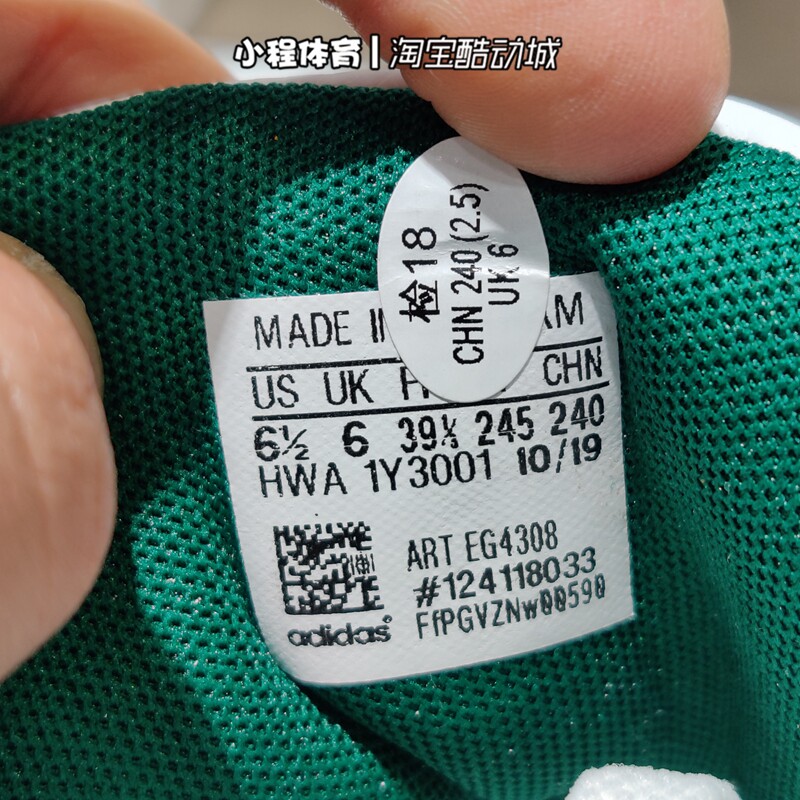 小程体育 | 淘宝酷动城
检18
CHN 240 (2.5)
UK 6
MADE
US UK CHN
6½ 6 39⅓ 245 240
HWA 1Y3001 10/19
ART EG4308
#124118033
FfPGVZNw00590
adidas